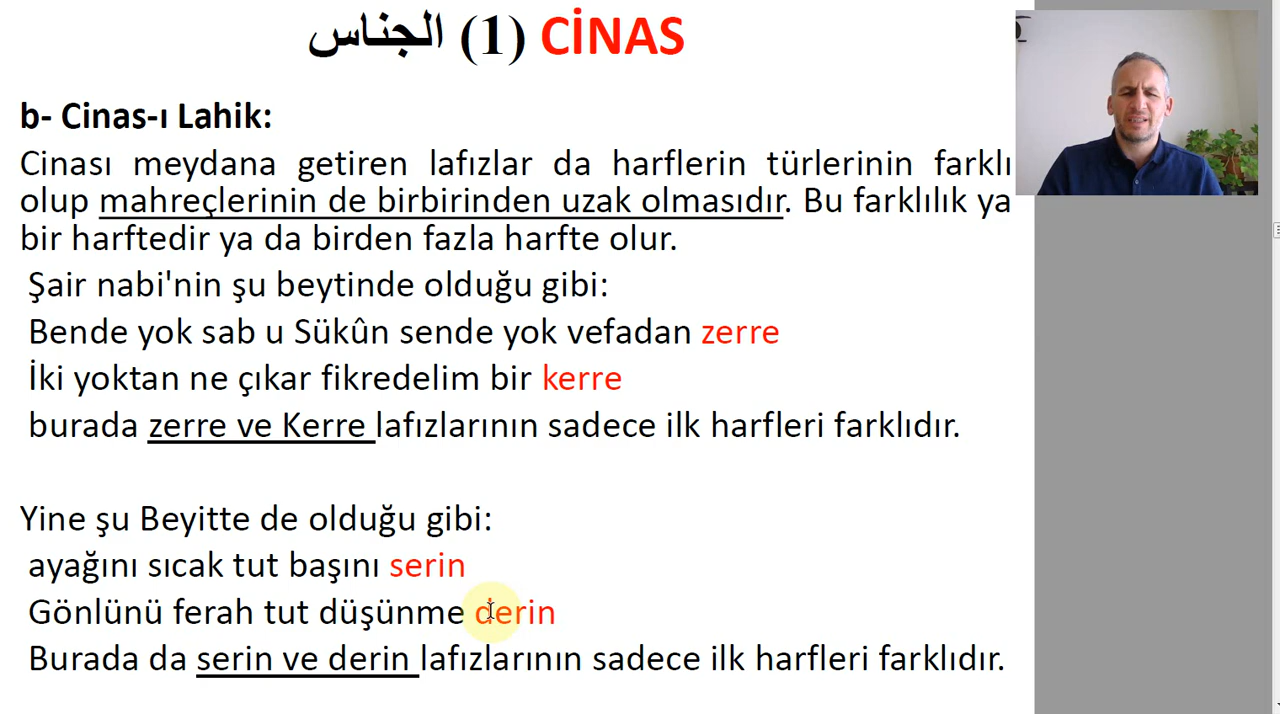 CİNAS (1) الجناس
b- Cinas-ı Lahik:
Cinası meydana getiren lafızlar da harflerin türlerinin farklı
olup mahreçlerinin de birbirinden uzak olmasıdır. Bu farklılık ya
bir harftedir ya da birden fazla harfte olur.
Şair nabi'nin şu beytinde olduğu gibi:
Bende yok sab u Sükûn sende yok vefadan zerre
İki yoktan ne çıkar fikredelim bir kerre
burada zerre ve Kerre lafızlarının sadece ilk harfleri farklıdır.
Yine şu Beyitte de olduğu gibi:
ayağını sıcak tut başını serin
Gönlünü ferah tut düşünme derin
Burada da serin ve derin lafızlarının sadece ilk harfleri farklıdır.